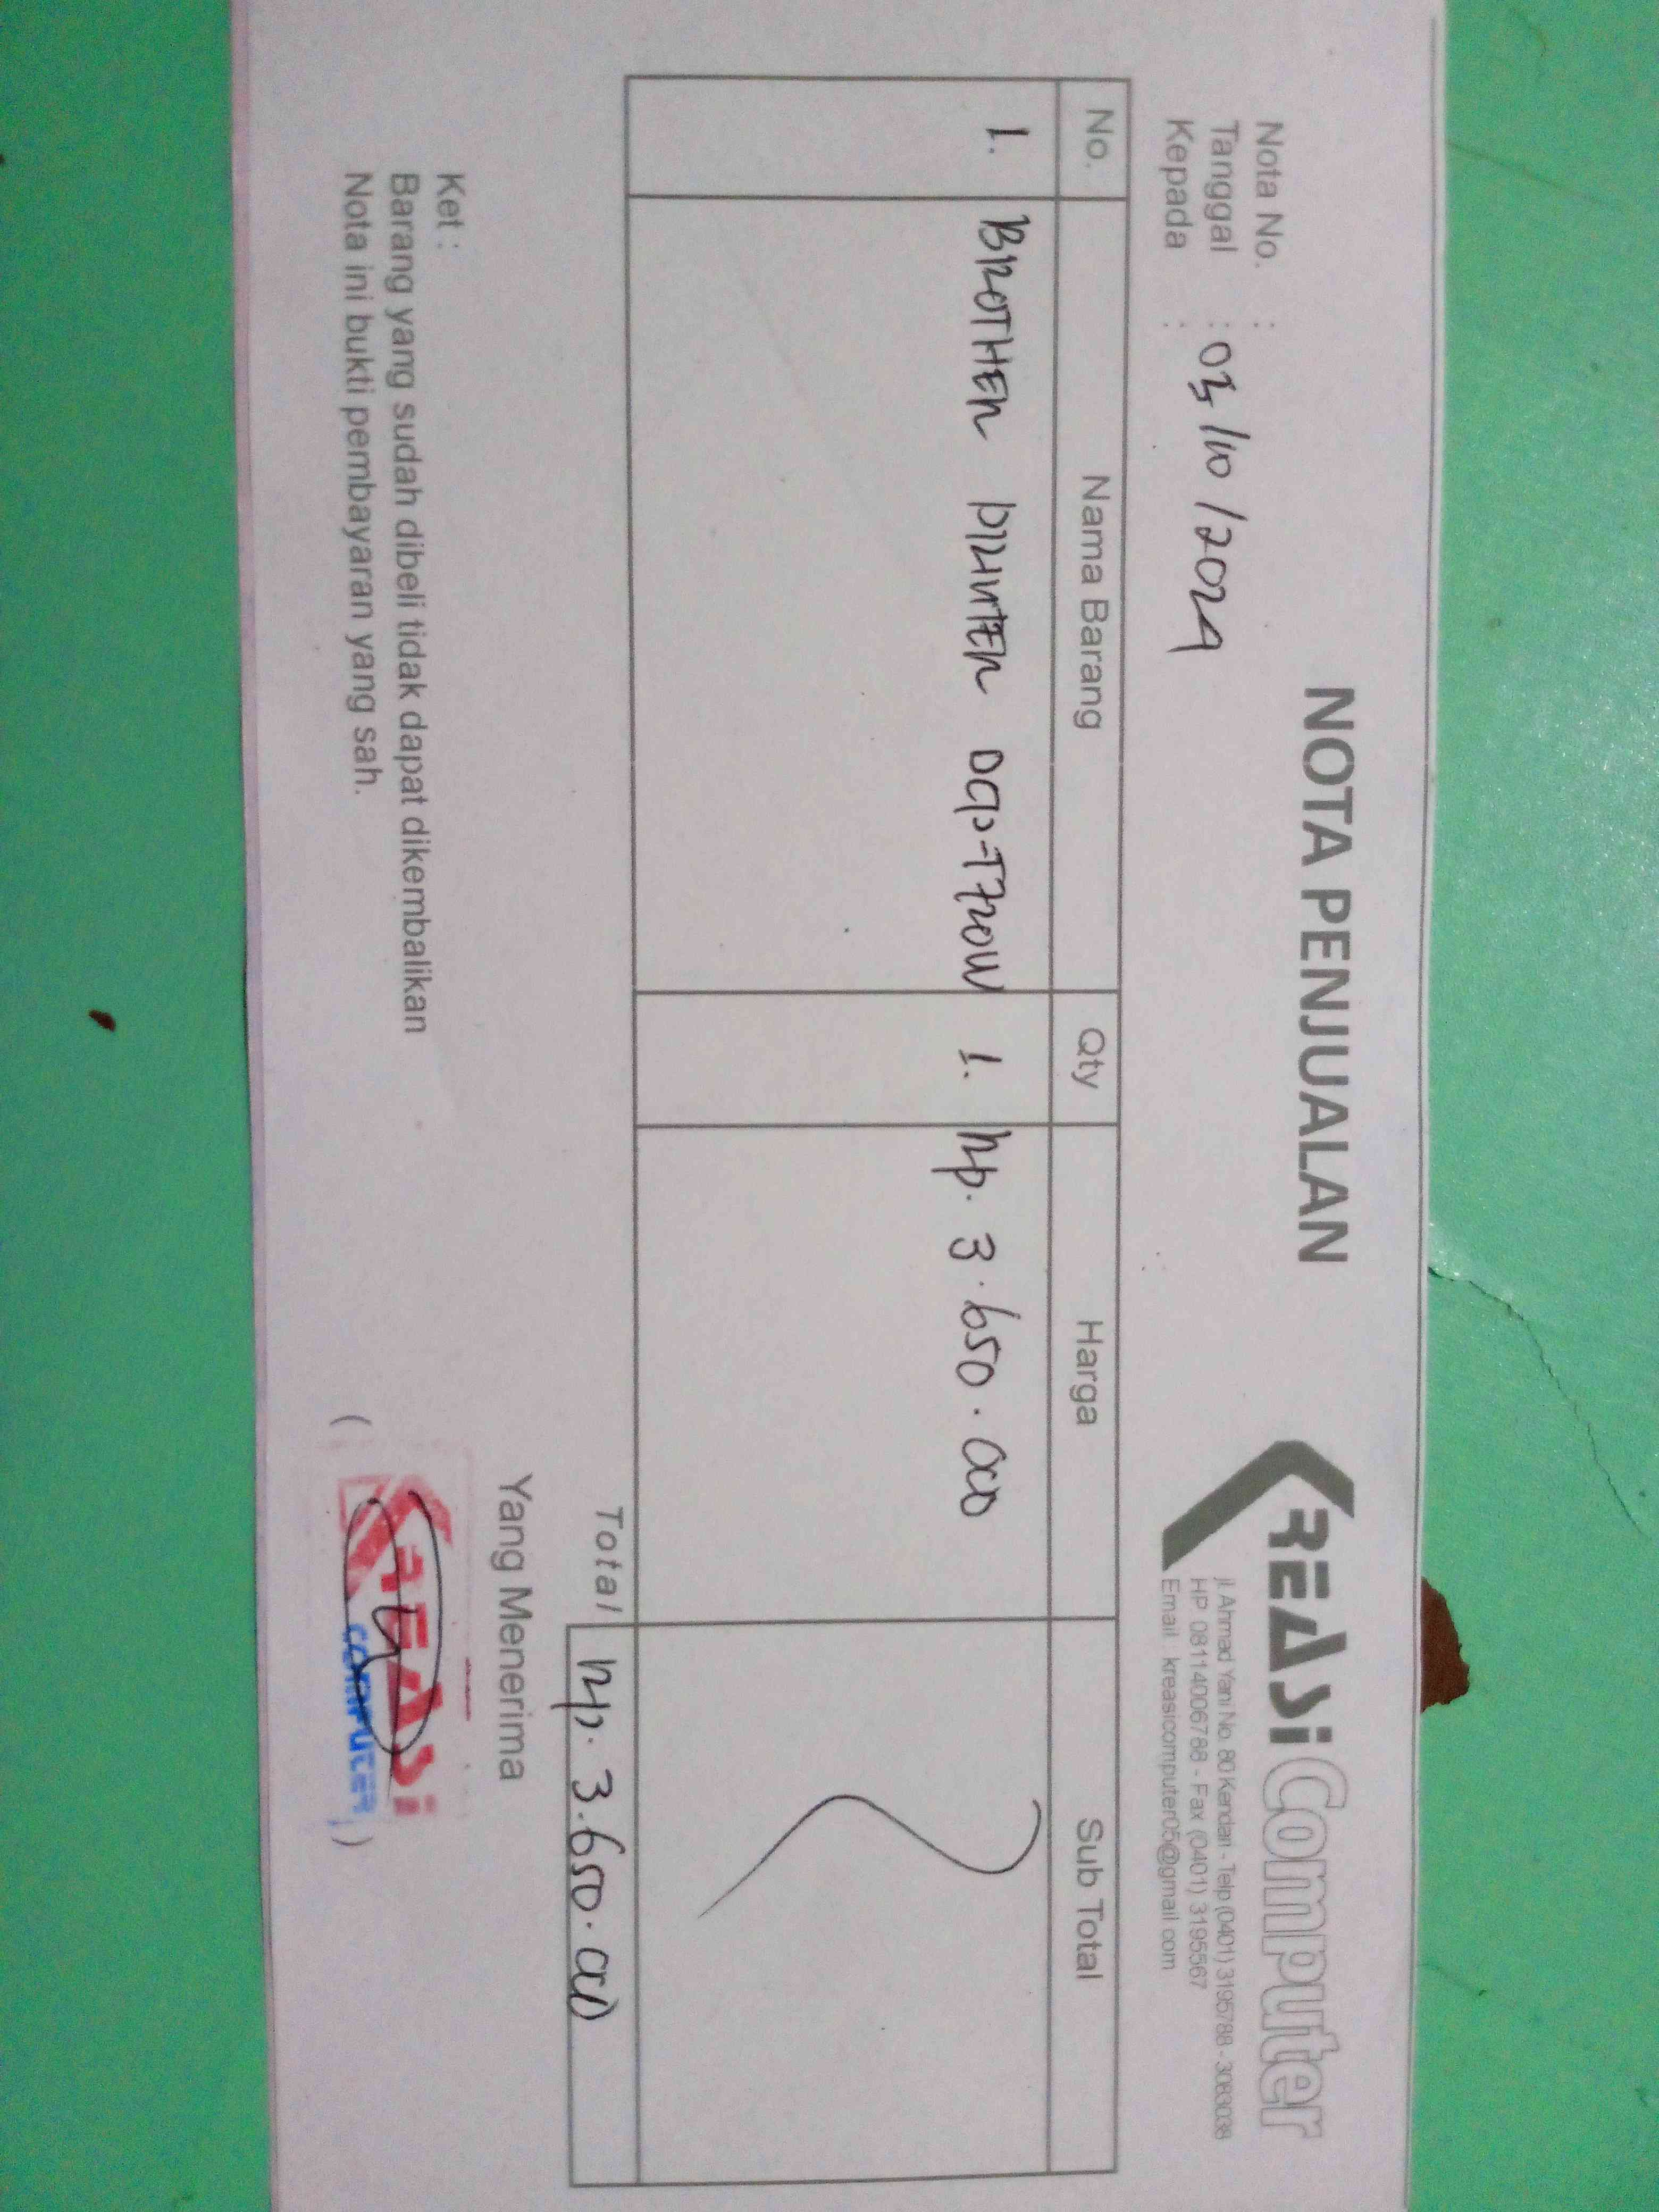 NOTA PENJUALAN
KREASi Computer
jl. Ahmad Yani No. 80 Kendari - Telp (0401) 3195788 - 3083038
HP 08114006788 - Fax (0401) 3195567
Email : kreasicomputer05@gmail.com
Nota No. :
Tanggal : 03/10/2024
Kepada :
No. Nama Barang Qty Harga Sub Total
1. BROTHER PRINTER DCP-T720W 1. Rp. 3.650.000
Total Rp. 3.650.000
Ket :
Barang yang sudah dibeli tidak dapat dikembalikan
Nota ini bukti pembayaran yang sah.
Yang Menerima
( KREASi
COMPUTER )